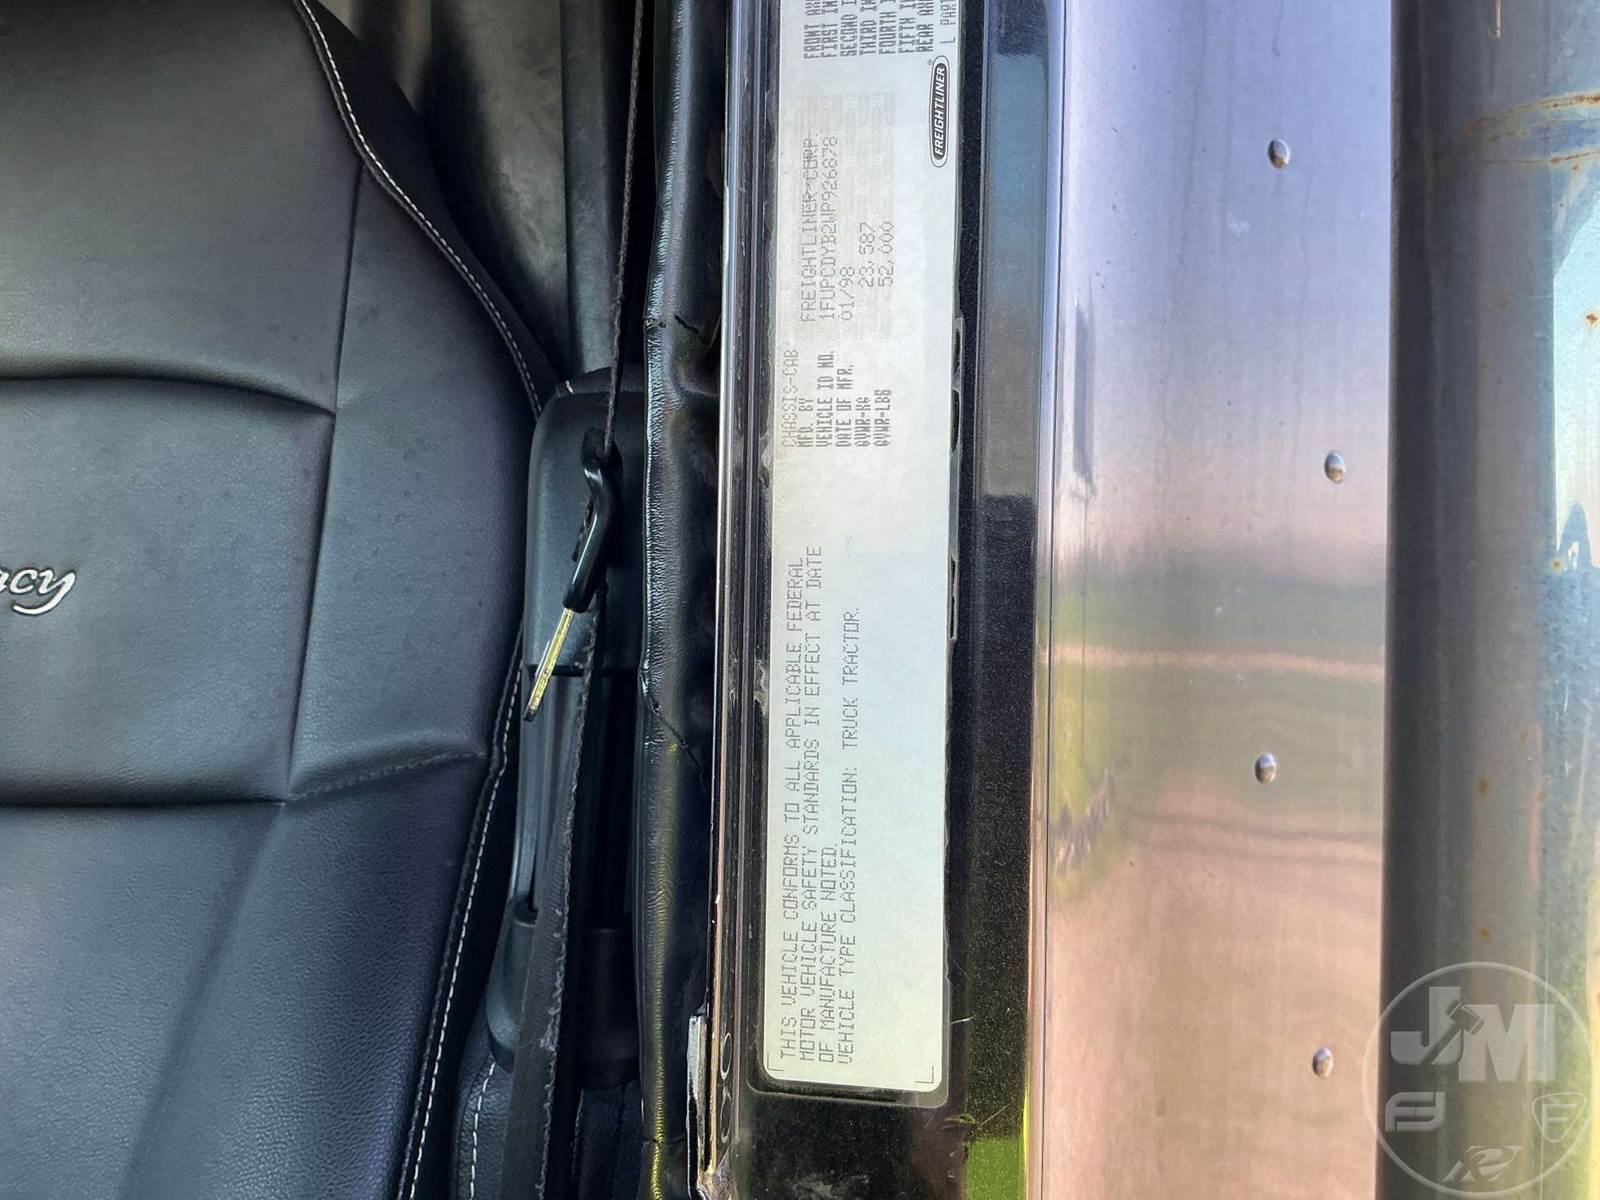 THIS VEHICLE CONFORMS TO ALL APPLICABLE FEDERAL
MOTOR VEHICLE SAFETY STANDARDS IN EFFECT AT DATE
OF MANUFACTURE NOTED.
VEHICLE TYPE CLASSIFICATION: TRUCK TRACTOR.
CHASSIS-CAB
MFD. BY FREIGHTLINER CORP.
VEHICLE ID NO. 1FUPCDYB2WP926878
DATE OF MFR. 01/98
GVWR-KG 23,587
GVWR-LBS 52,000
FREIGHTLINER
FRONT
FIRST
SECOND
THIRD
FOURTH
FIFTH
REAR
L PART
JM